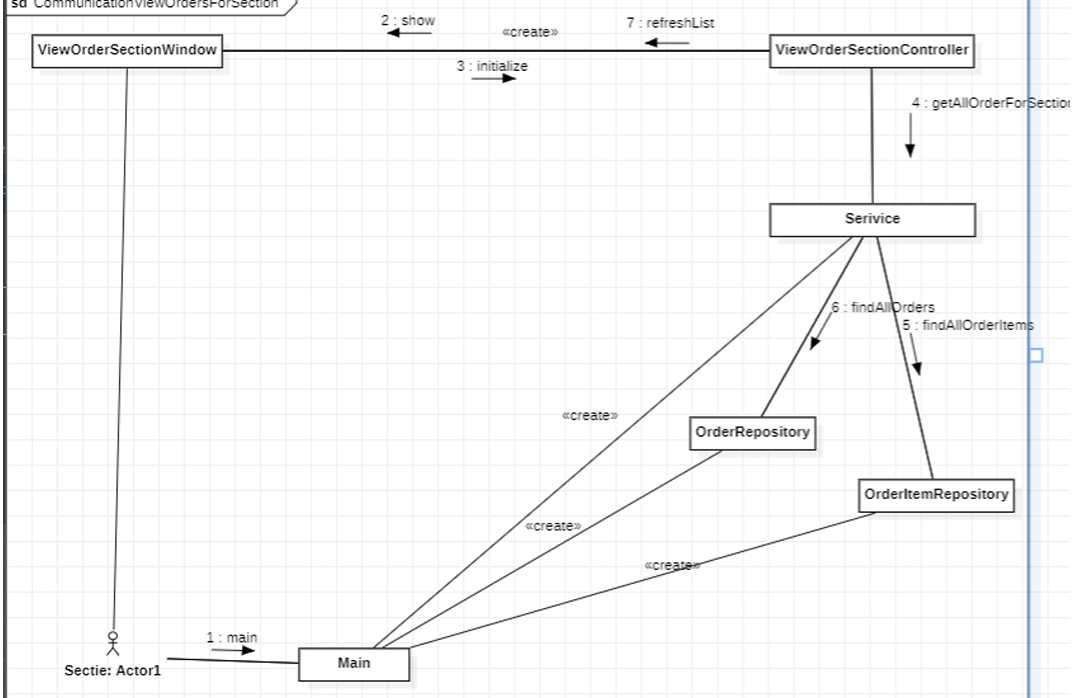 sd CommunicationViewOrdersForSection
2 : show
«create»
7 : refreshList
ViewOrderSectionWindow
ViewOrderSectionController
3 : initialize
4 : getAllOrderForSection
Serivice
6 : findAllOrders
5 : findAllOrderItems
«create»
OrderRepository
OrderItemRepository
«create»
«create»
1 : main
Main
Sectie: Actor1